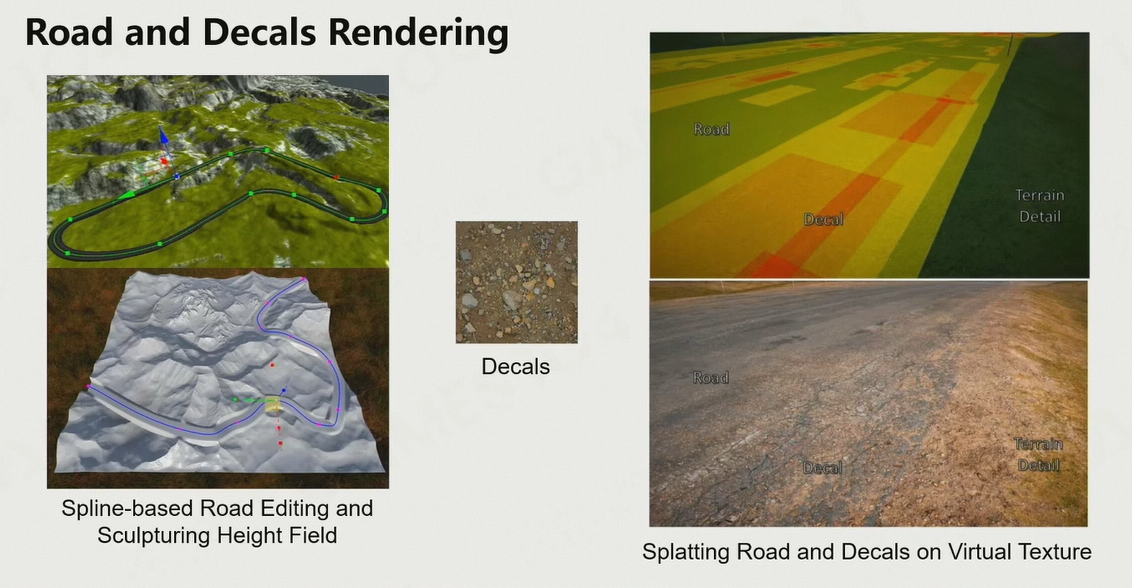 Road and Decals Rendering
Road
Terrain
Detail
Decal
Decals
Road
Terrain
Detail
Decal
Spline-based Road Editing and
Sculpturing Height Field
Splatting Road and Decals on Virtual Texture